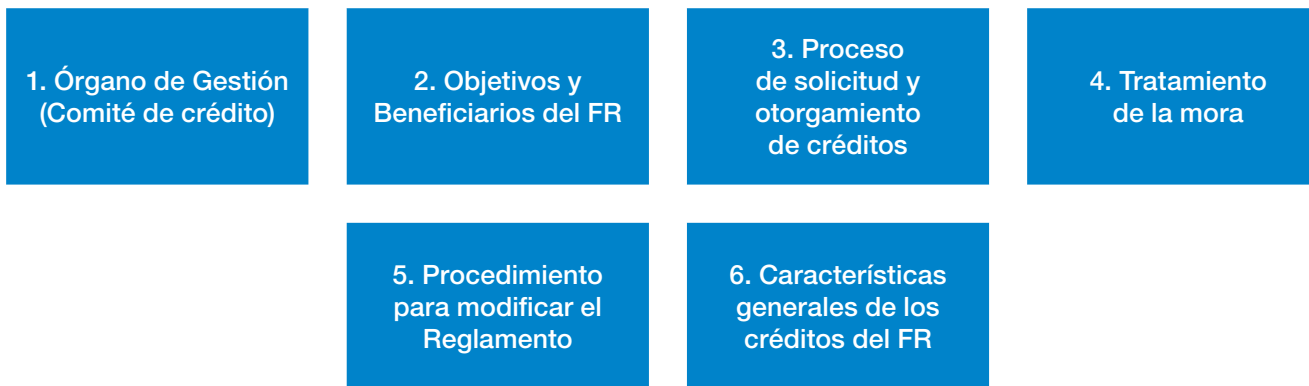 1. Órgano de Gestión
(Comité de crédito)
2. Objetivos y
Beneficiarios del FR
3. Proceso
de solicitud y
otorgamiento
de créditos
4. Tratamiento
de la mora
5. Procedimiento
para modificar el
Reglamento
6. Características
generales de los
créditos del FR